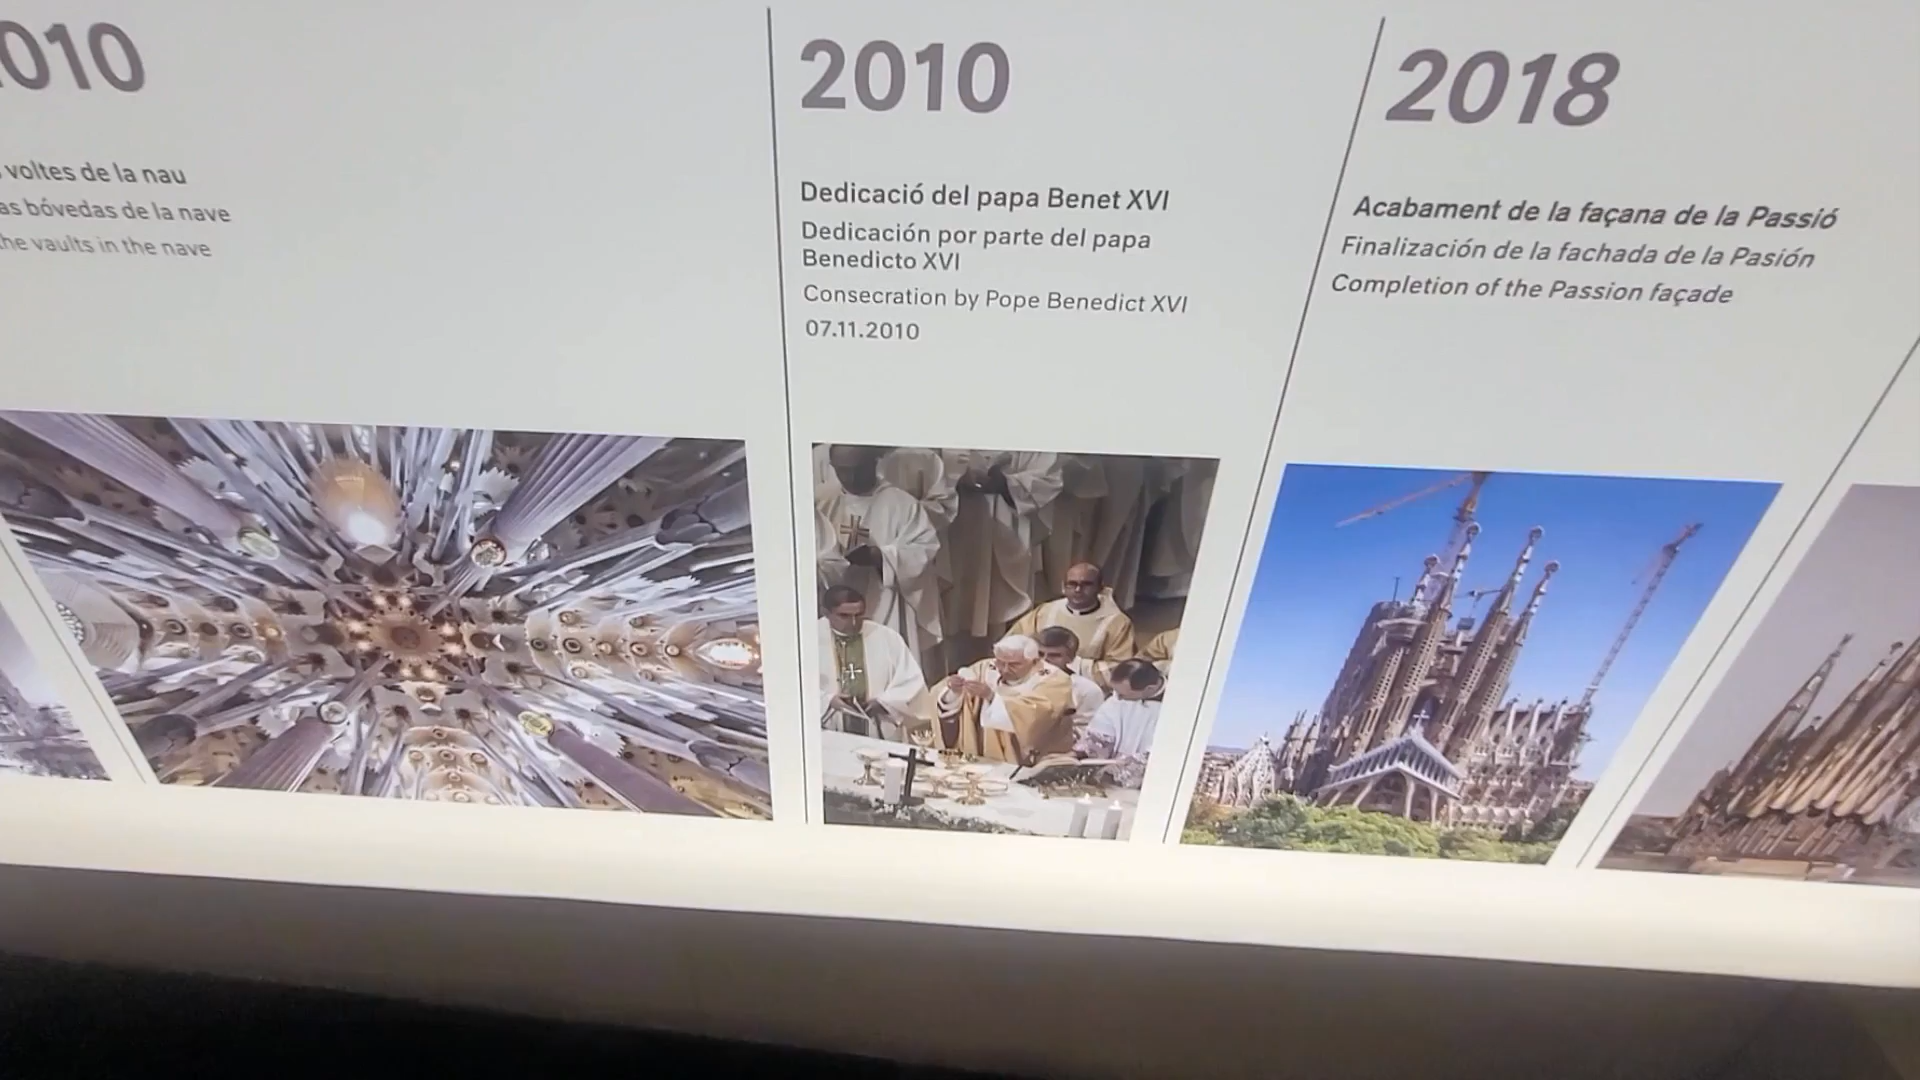 010
voltes de la nau
as bóvedas de la nave
the vaults in the nave
2010
Dedicació del papa Benet XVI
Dedicación por parte del papa
Benedicto XVI
Consecration by Pope Benedict XVI
07.11.2010
2018
Acabament de la façana de la Passió
Finalización de la fachada de la Pasión
Completion of the Passion façade